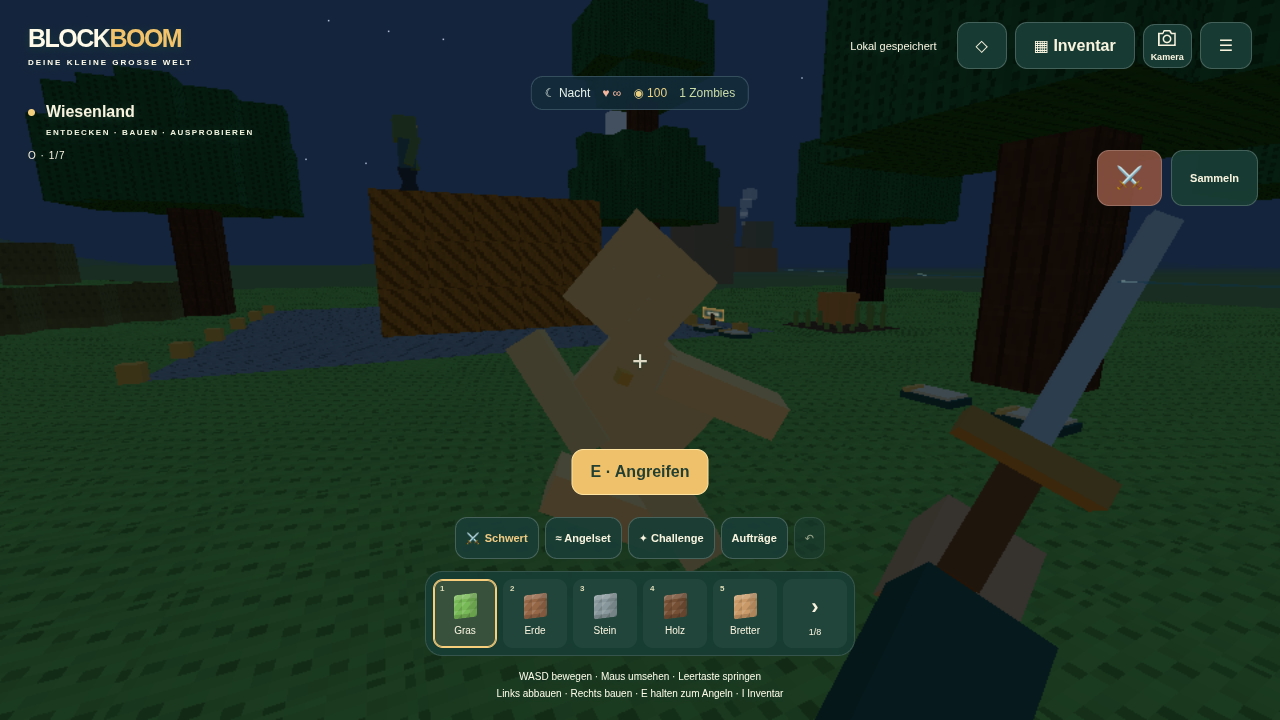 BLOCKBOOM
DEINE KLEINE GROSSE WELT
Wiesenland
ENTDECKEN · BAUEN · AUSPROBIEREN
O · 1/7
☾ Nacht ♥ ∞ ◉ 100 1 Zombies
Lokal gespeichert
◇
▦ Inventar
Kamera
☰
⚔️
Sammeln
+
E · Angreifen
⚔️ Schwert
≈ Angelset
✦ Challenge
Aufträge
↶
1 Gras
2 Erde
3 Stein
4 Holz
5 Bretter
› 1/8
WASD bewegen · Maus umsehen · Leertaste springen
Links abbauen · Rechts bauen · E halten zum Angeln · I Inventar